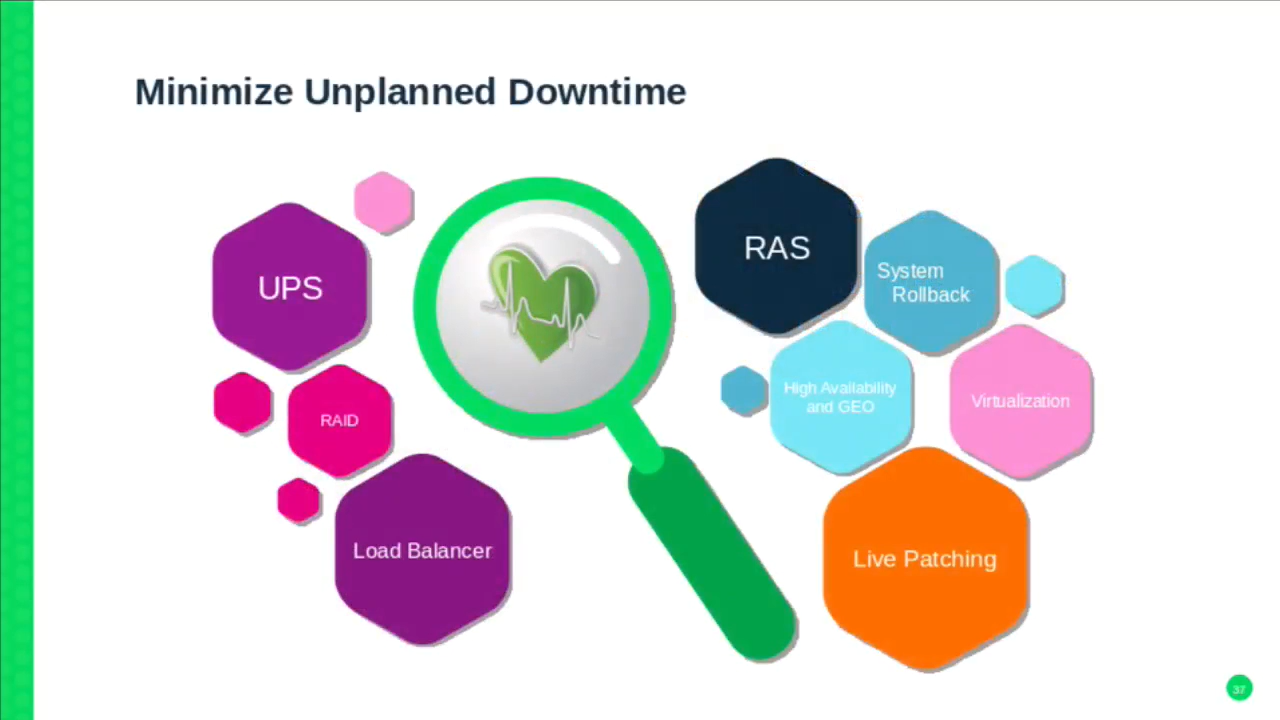 Minimize Unplanned Downtime
UPS
RAID
Load Balancer
RAS
System
Rollback
High Availability
and GEO
Virtualization
Live Patching
37